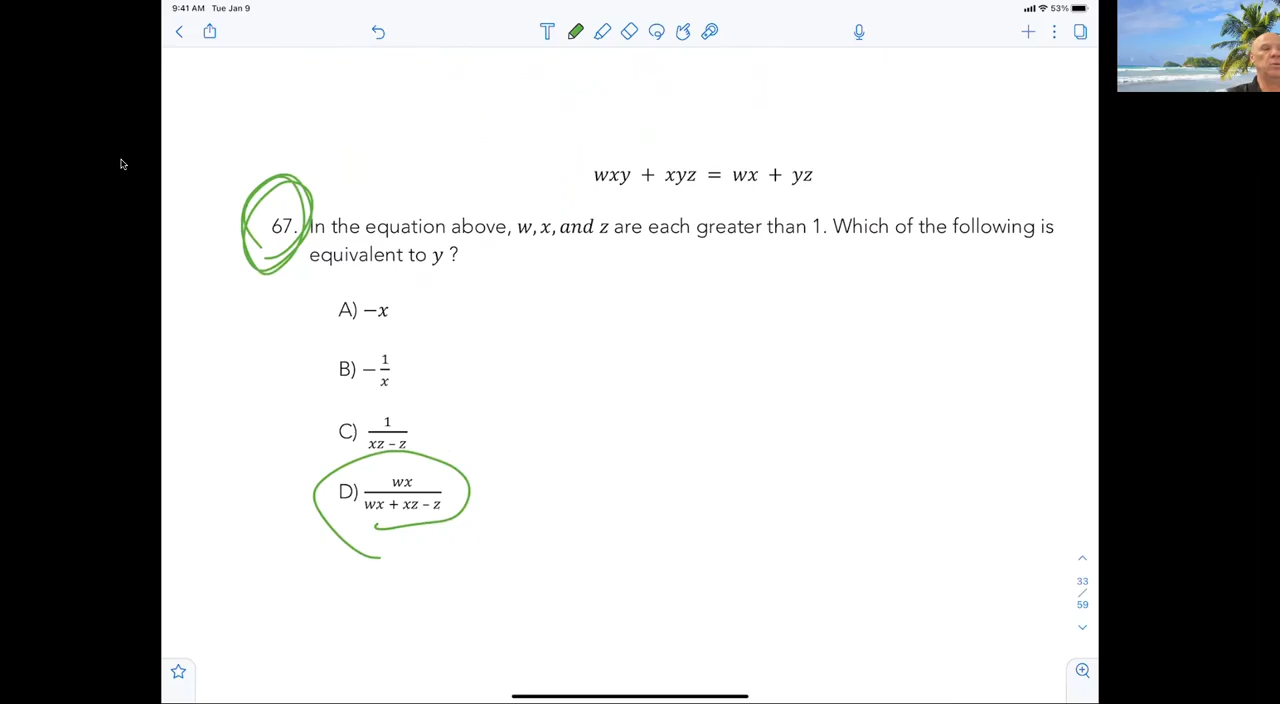 9:41 AM Tue Jan 9
53%
wxy + xyz = wx + yz
67. In the equation above, w, x, and z are each greater than 1. Which of the following is
equivalent to y ?
A) −x
B) − 1/x
C) 1/(xz − z)
D) wx/(wx + xz − z)
33
/
59